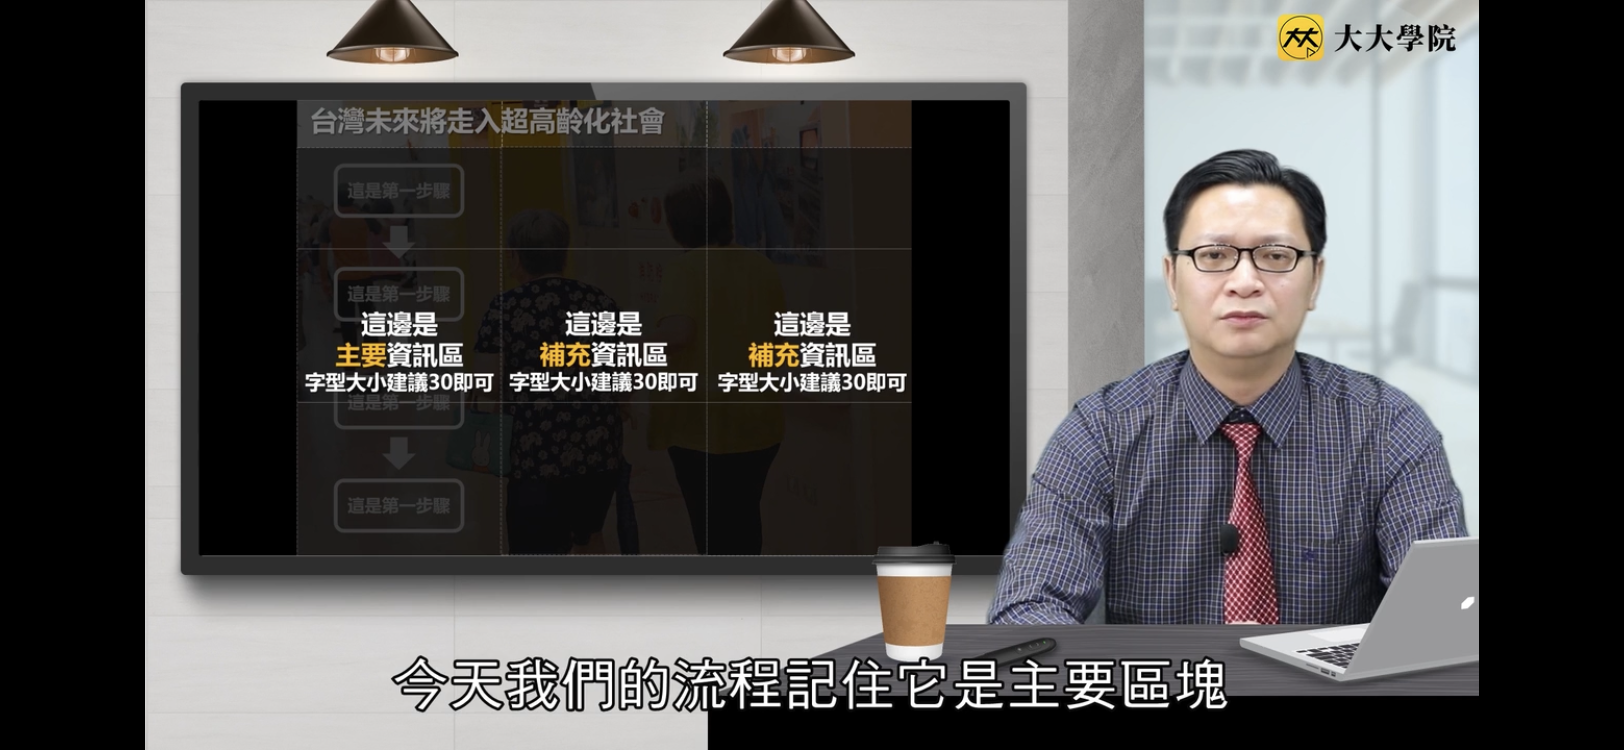 大大學院
台灣未來將走入超高齡化社會
這是第一步驟
這是第一步驟
這邊是
主要資訊區
字型大小建議30即可
這邊是
補充資訊區
字型大小建議30即可
這邊是
補充資訊區
字型大小建議30即可
這是第一步驟
這是第一步驟
今天我們的流程記住它是主要區塊